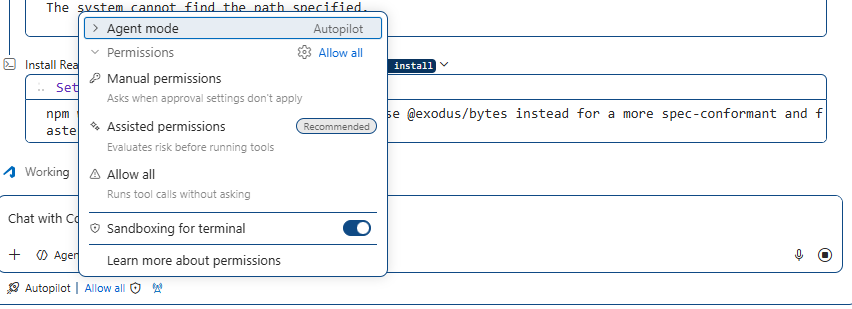 The system cannot find the path specified.
Agent mode Autopilot
Permissions Allow all
Install Rea install
Manual permissions
Set
Asks when approval settings don't apply
npm se @exodus/bytes instead for a more spec-conformant and f
Assisted permissions Recommended
aste
Evaluates risk before running tools
Working
Allow all
Runs tool calls without asking
Chat with Co
Sandboxing for terminal
Agen
Learn more about permissions
Autopilot | Allow all